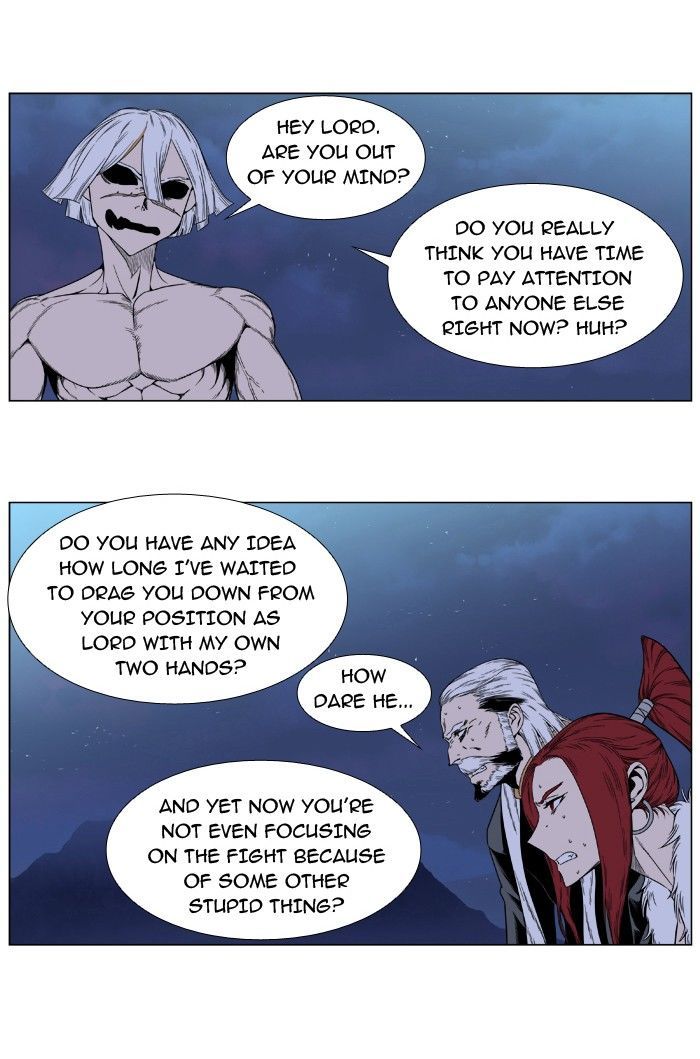 HEY LORD.
ARE YOU OUT
OF YOUR MIND?
DO YOU REALLY
THINK YOU HAVE TIME
TO PAY ATTENTION
TO ANYONE ELSE
RIGHT NOW? HUH?
DO YOU HAVE ANY IDEA
HOW LONG I'VE WAITED
TO DRAG YOU DOWN FROM
YOUR POSITION AS
LORD WITH MY OWN
TWO HANDS?
HOW
DARE HE...
AND YET NOW YOU'RE
NOT EVEN FOCUSING
ON THE FIGHT BECAUSE
OF SOME OTHER
STUPID THING?